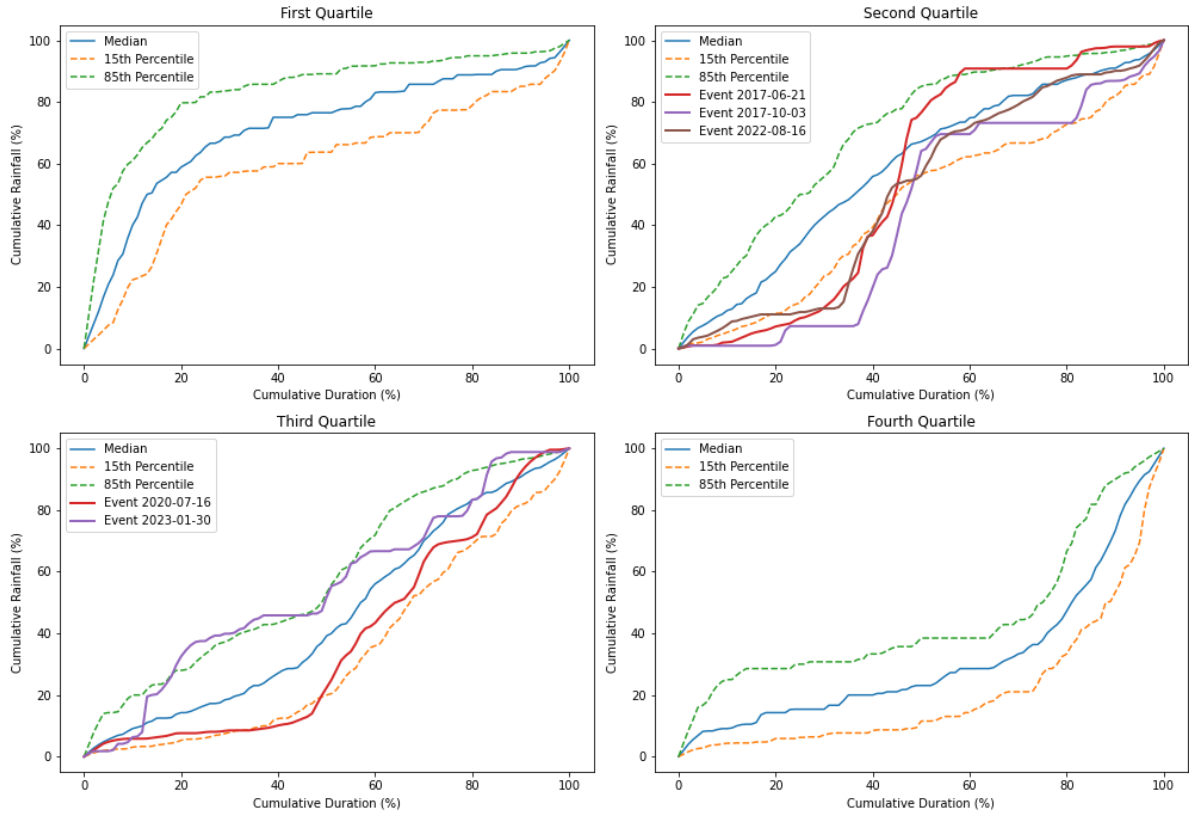 First Quartile
Median
15th Percentile
85th Percentile
Cumulative Rainfall (%)
100
80
60
40
20
0
0 20 40 60 80 100
Cumulative Duration (%)
Second Quartile
Median
15th Percentile
85th Percentile
Event 2017-06-21
Event 2017-10-03
Event 2022-08-16
Cumulative Rainfall (%)
100
80
60
40
20
0
0 20 40 60 80 100
Cumulative Duration (%)
Third Quartile
Median
15th Percentile
85th Percentile
Event 2020-07-16
Event 2023-01-30
Cumulative Rainfall (%)
100
80
60
40
20
0
0 20 40 60 80 100
Cumulative Duration (%)
Fourth Quartile
Median
15th Percentile
85th Percentile
Cumulative Rainfall (%)
100
80
60
40
20
0
0 20 40 60 80 100
Cumulative Duration (%)